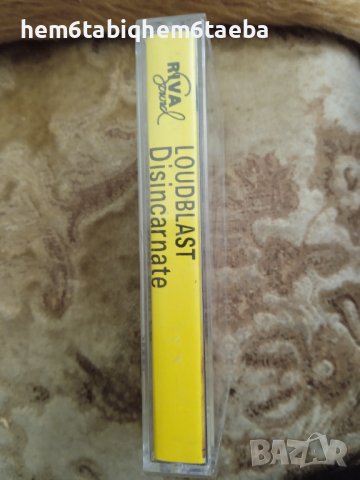 hem6tabiqhem6taeba
RIVA
Sound
LOUDBLAST
Disincarnate
BAZAR